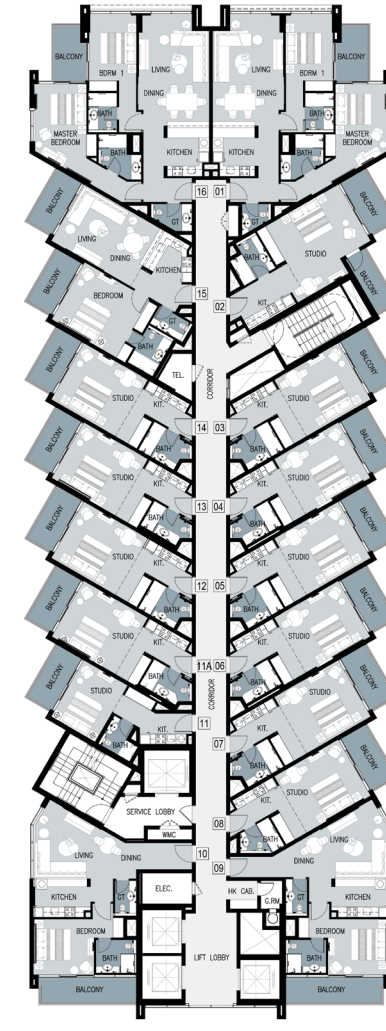 BDRM 1
LIVING
LIVING
BDRM 1
BALCONY
BALCONY
DINING
DINING
BATH
BATH
MASTER
BEDROOM
MASTER
BEDROOM
KITCHEN
KITCHEN
BATH
BATH
16
01
BALCONY
GT
GT
BALCONY
LIVING
DINING
STUDIO
BATH
KITCHEN
BALCONY
BALCONY
BEDROOM
15
02
KIT.
GT
BATH
TEL.
CORRIDOR
BALCONY
BALCONY
STUDIO
KIT.
KIT.
STUDIO
14
03
BALCONY
BATH
BATH
BALCONY
STUDIO
KIT.
KIT.
STUDIO
13
04
BALCONY
BATH
BATH
BALCONY
STUDIO
KIT.
KIT.
STUDIO
12
05
BALCONY
BATH
BATH
BALCONY
STUDIO
KIT.
KIT.
STUDIO
11A
06
BALCONY
BATH
BATH
BALCONY
STUDIO
CORRIDOR
KIT.
STUDIO
11
KIT.
BATH
07
BATH
BALCONY
KIT.
STUDIO
SERVICE LOBBY
WMC
08
BATH
LIVING
DINING
10
09
DINING
LIVING
ELEC.
HK CAB.
G.RM
KITCHEN
GT
GT
KITCHEN
BEDROOM
BEDROOM
BATH
LIFT LOBBY
BATH
BALCONY
BALCONY